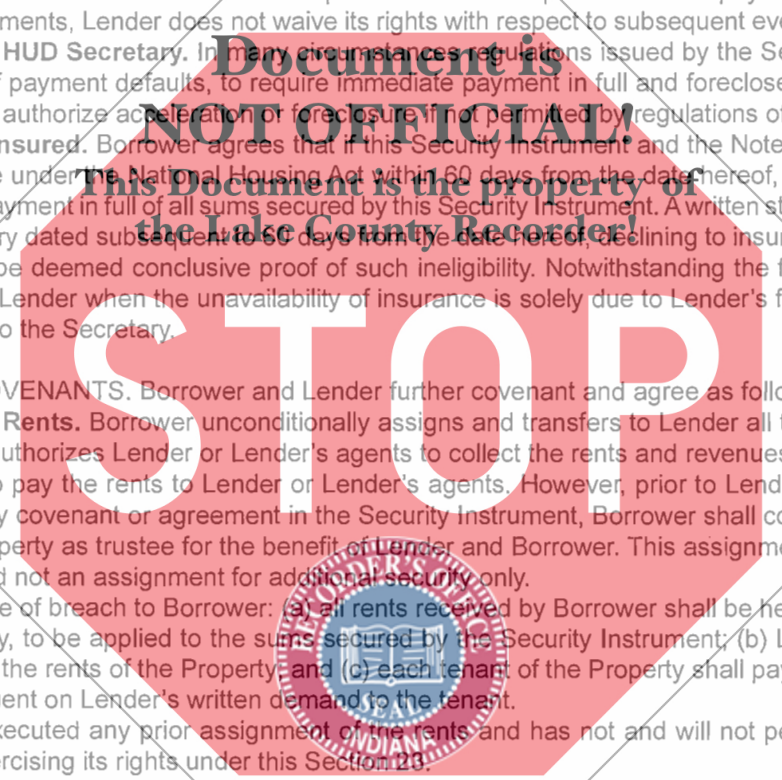 ments, Lender does not waive its rights with respect to subsequent ev
HUD Secretary. In many circumstances regulations issued by the Se
payment defaults, to require immediate payment in full and foreclose
authorize acceleration or foreclosure if not permitted by regulations o
nsured. Borrower agrees that if this Security Instrument and the Note
under the National Housing Act within 60 days from the date hereof,
ayment in full of all sums secured by this Security Instrument. A written st
ry dated subsequent to 60 days from the date hereof, declining to insur
be deemed conclusive proof of such ineligibility. Notwithstanding the f
Lender when the unavailability of insurance is solely due to Lender's f
o the Secretary.
VENANTS. Borrower and Lender further covenant and agree as follo
Rents. Borrower unconditionally assigns and transfers to Lender all
uthorizes Lender or Lender's agents to collect the rents and revenues
pay the rents to Lender or Lender's agents. However, prior to Lend
y covenant or agreement in the Security Instrument, Borrower shall co
perty as trustee for the benefit of Lender and Borrower. This assignme
d not an assignment for additional security only.
e of breach to Borrower: (a) all rents received by Borrower shall be he
y, to be applied to the sums secured by the Security Instrument; (b) L
the rents of the Property; and (c) each tenant of the Property shall pay
ent on Lender's written demand to the tenant.
xecuted any prior assignment of the rents and has not and will not pe
rcising its rights under this Section 23.
Document is
NOT OFFICIAL!
This Document is the property of
the Lake County Recorder!
STOP
RECORDER'S OFFICE
SEAL
INDIANA